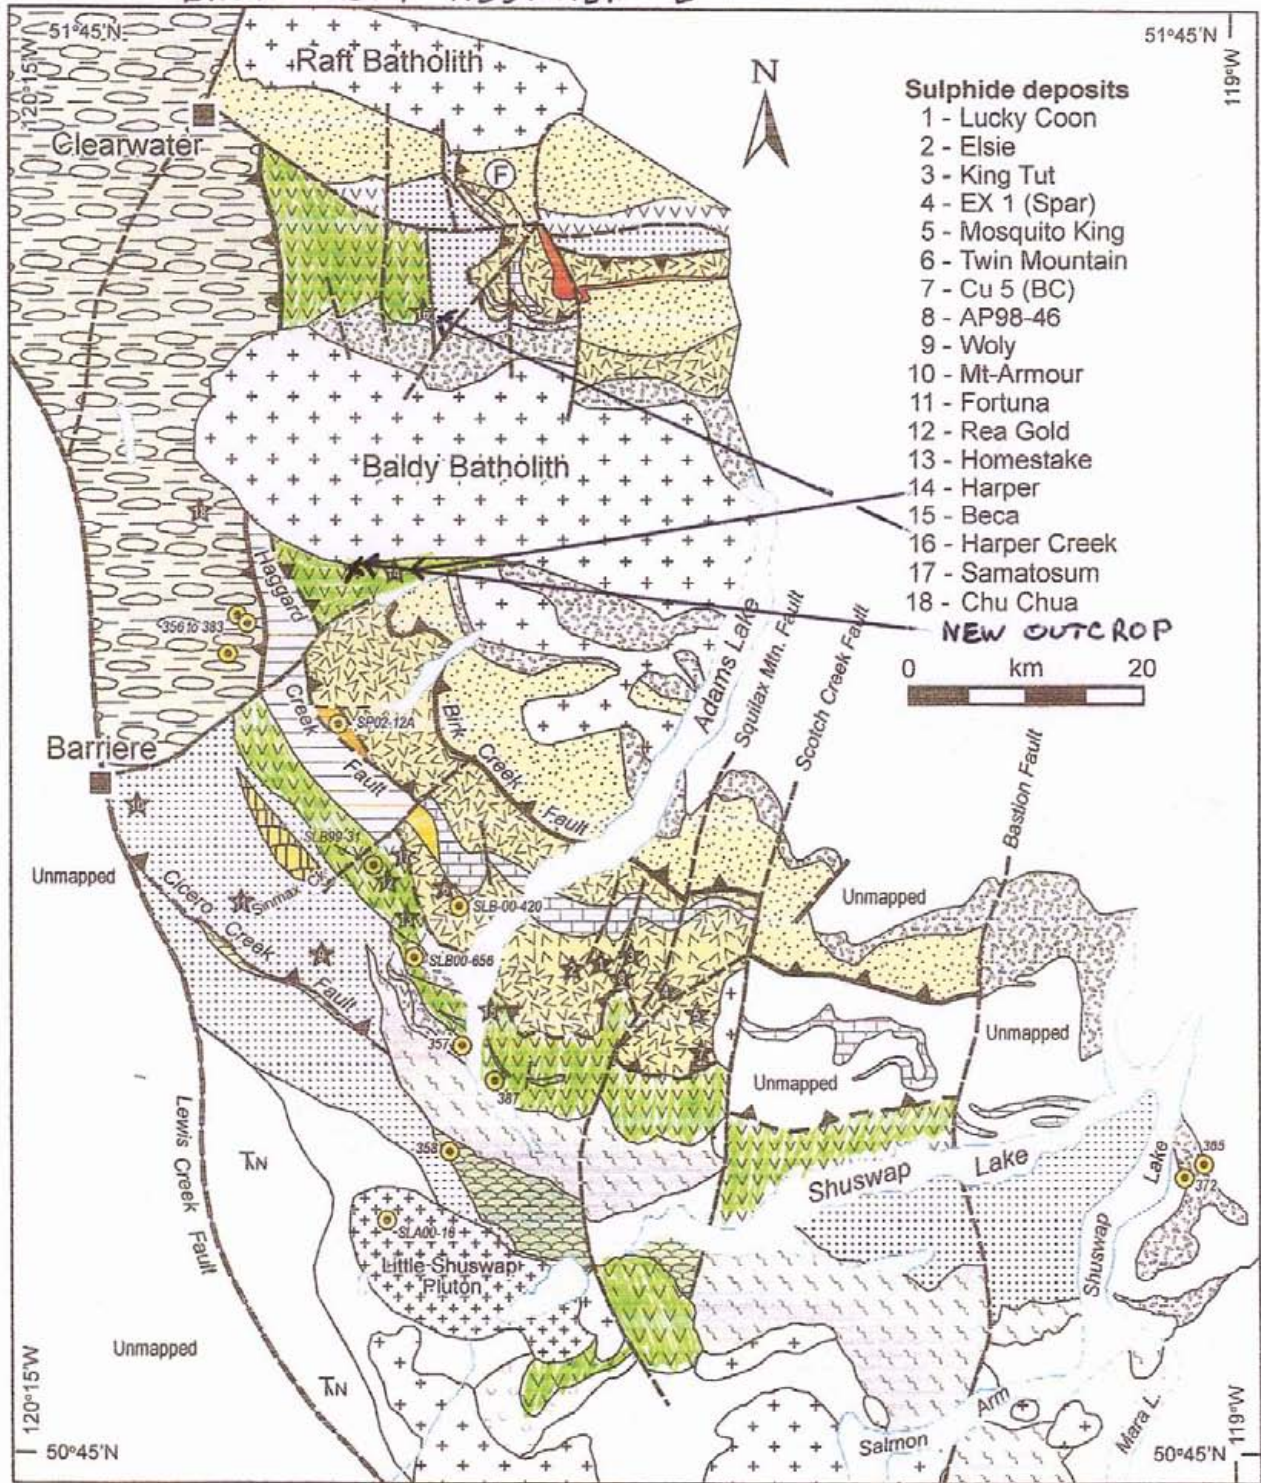 51°45'N
51°45'N
120°15'W
119°W
Raft Batholith
N
Clearwater
F
Sulphide deposits
1 - Lucky Coon
2 - Elsie
3 - King Tut
4 - EX 1 (Spar)
5 - Mosquito King
6 - Twin Mountain
7 - Cu 5 (BC)
8 - AP98-46
9 - Woly
10 - Mt-Armour
11 - Fortuna
12 - Rea Gold
13 - Homestake
14 - Harper
15 - Beca
16 - Harper Creek
17 - Samatosum
18 - Chu Chua
NEW OUTCROP
0 km 20
Baldy Batholith
18
Haggard
Creek
Fault
356 to 383
SP02-12A
Birk
Creek
Fault
Adams Lake
Squilax Mtn. Fault
Scotch Creek Fault
Bastion Fault
Barriere
SLB99-31
Unmapped
Cicero
Creek
Fault
Sinmax Ck
SLB-00-420
SLB00-656
Unmapped
Unmapped
Unmapped
357
387
358
Lewis Creek Fault
TN
SLA00-16
Little Shuswap
Pluton
Shuswap Lake
385
372
Shuswap Lake
Unmapped
TN
Salmon Arm
Mara L.
120°15'W
119°W
50°45'N
50°45'N